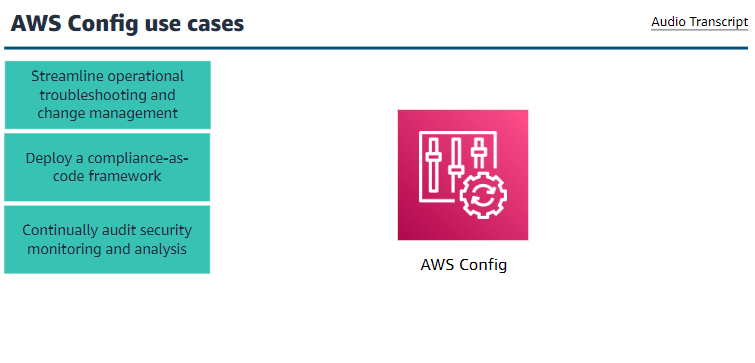 AWS Config use cases
Audio Transcript
Streamline operational
troubleshooting and
change management
Deploy a compliance-as-
code framework
Continually audit security
monitoring and analysis
AWS Config